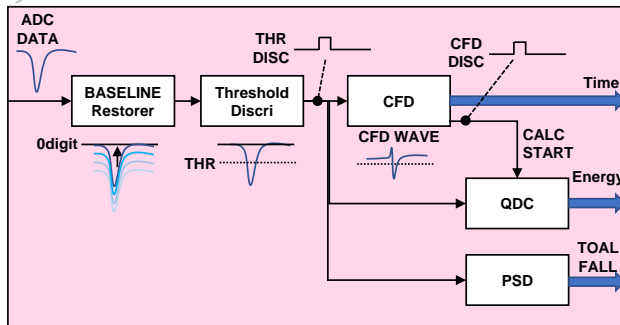 ADC
DATA
THR
DISC
CFD
DISC
BASELINE
Restorer
Threshold
Discri
CFD
Time
0digit
THR
CFD WAVE
CALC
START
Energy
QDC
TOAL
FALL
PSD